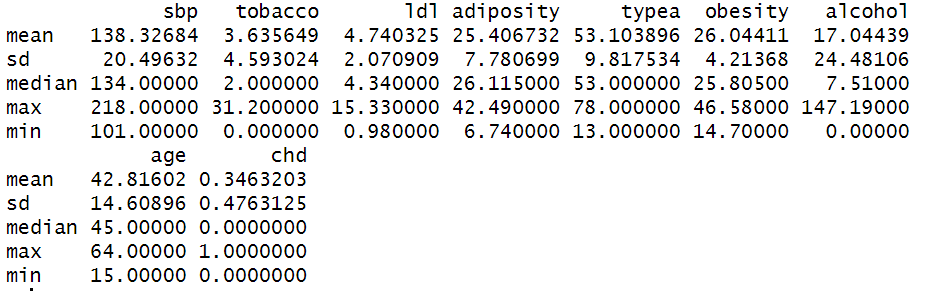 sbp tobacco ldl adiposity typea obesity alcohol
mean 138.32684 3.635649 4.740325 25.406732 53.103896 26.04411 17.04439
sd 20.49632 4.593024 2.070909 7.780699 9.817534 4.21368 24.48106
median 134.00000 2.000000 4.340000 26.115000 53.000000 25.80500 7.51000
max 218.00000 31.200000 15.330000 42.490000 78.000000 46.58000 147.19000
min 101.00000 0.000000 0.980000 6.740000 13.000000 14.70000 0.00000
age chd
mean 42.81602 0.3463203
sd 14.60896 0.4763125
median 45.00000 0.0000000
max 64.00000 1.0000000
min 15.00000 0.0000000